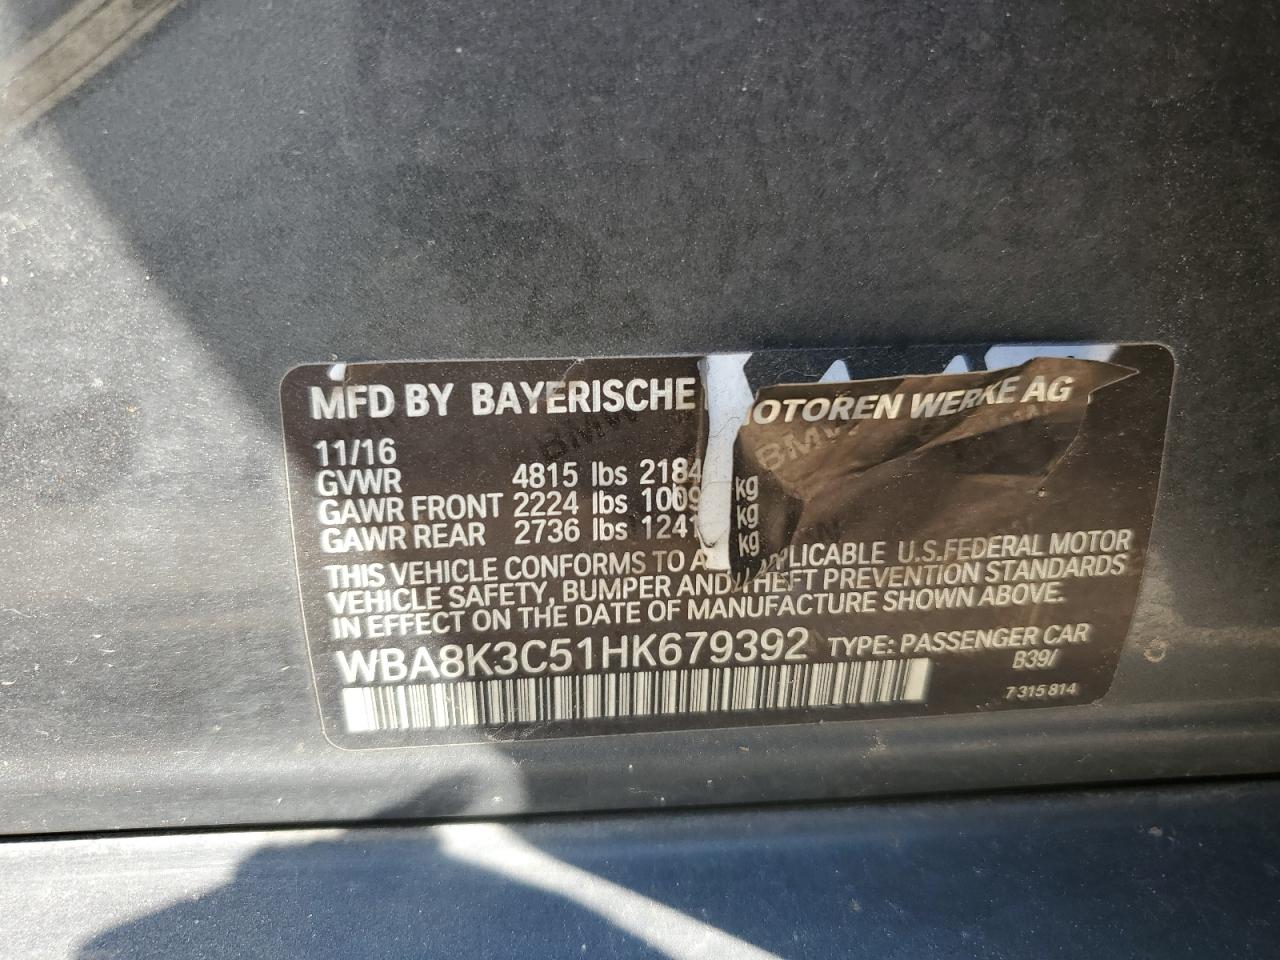 MFD BY BAYERISCHE MOTOREN WERKE AG
11/16
GVWR 4815 lbs 2184 kg
GAWR FRONT 2224 lbs 1009 kg
GAWR REAR 2736 lbs 1241 kg
THIS VEHICLE CONFORMS TO A PLICABLE U.S.FEDERAL MOTOR
VEHICLE SAFETY, BUMPER AND THEFT PREVENTION STANDARDS
IN EFFECT ON THE DATE OF MANUFACTURE SHOWN ABOVE.
WBA8K3C51HK679392 TYPE: PASSENGER CAR
B39/
7 315 814